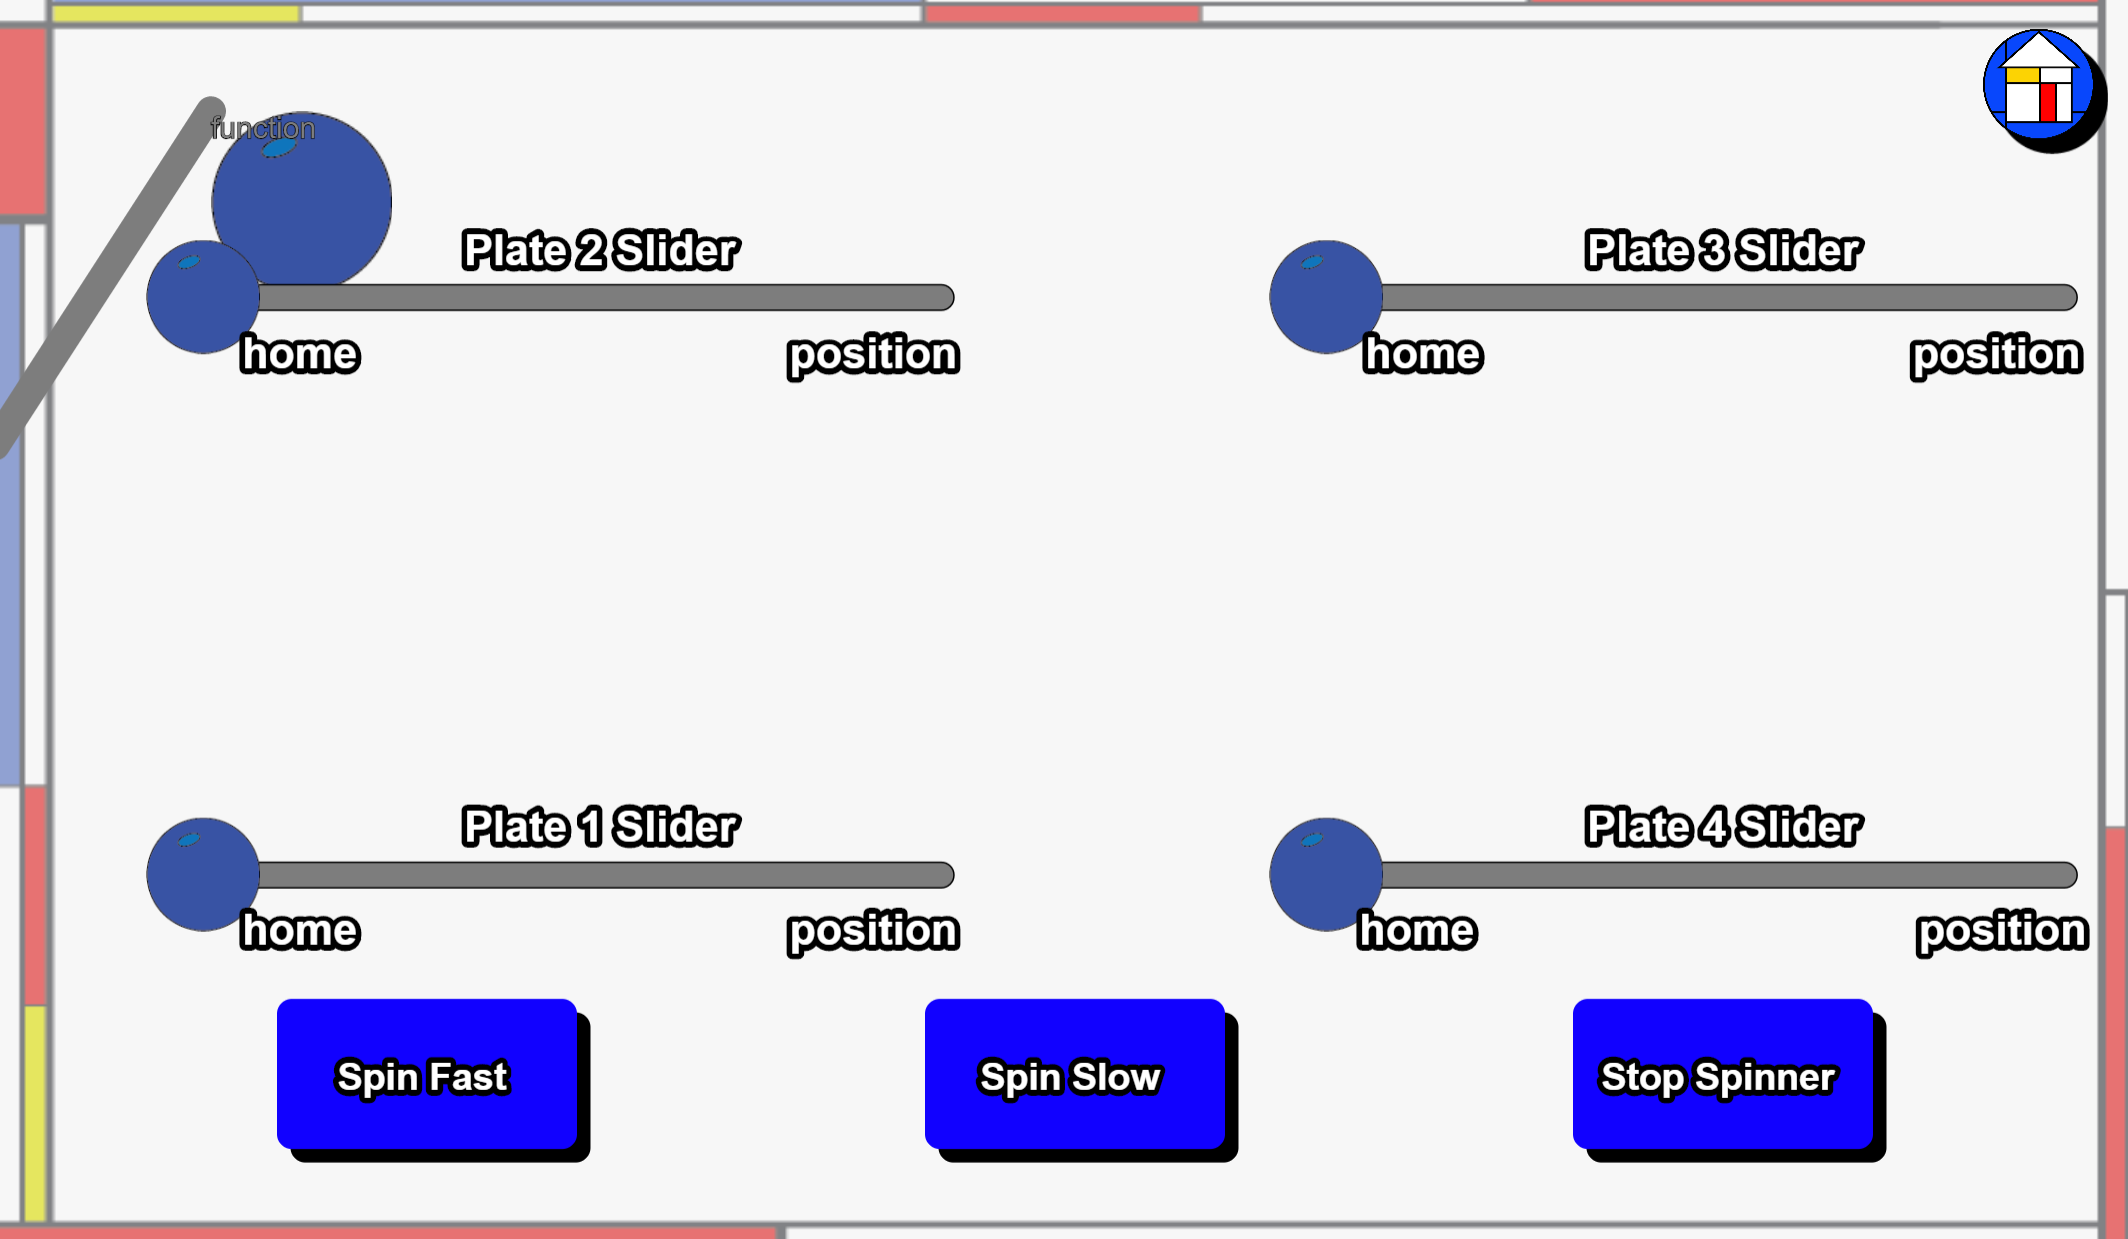 function
Plate 2 Slider
home
position
Plate 3 Slider
home
position
Plate 1 Slider
home
position
Plate 4 Slider
home
position
Spin Fast
Spin Slow
Stop Spinner